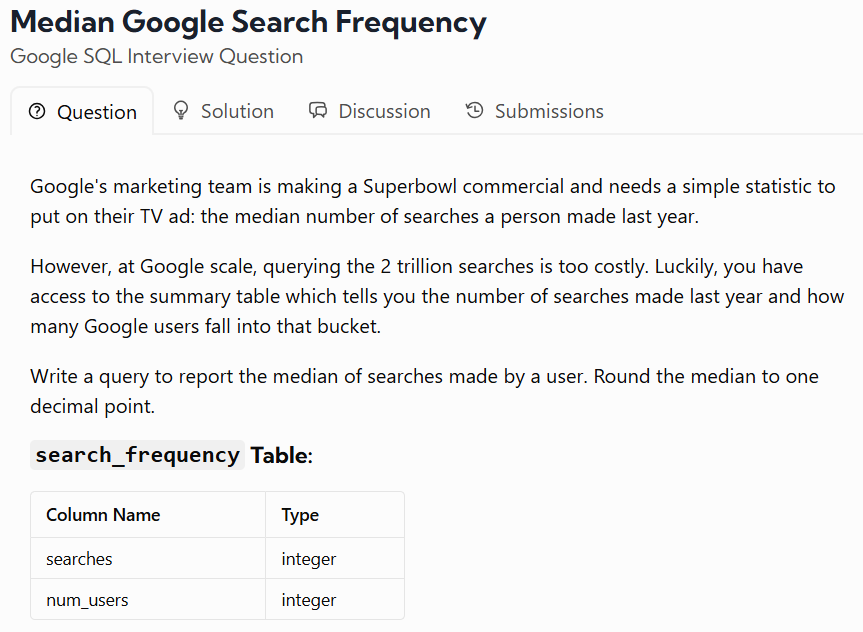 Median Google Search Frequency
Google SQL Interview Question
Question Solution Discussion Submissions
Google's marketing team is making a Superbowl commercial and needs a simple statistic to
put on their TV ad: the median number of searches a person made last year.
However, at Google scale, querying the 2 trillion searches is too costly. Luckily, you have
access to the summary table which tells you the number of searches made last year and how
many Google users fall into that bucket.
Write a query to report the median of searches made by a user. Round the median to one
decimal point.
search_frequency Table:
Column Name Type
searches integer
num_users integer